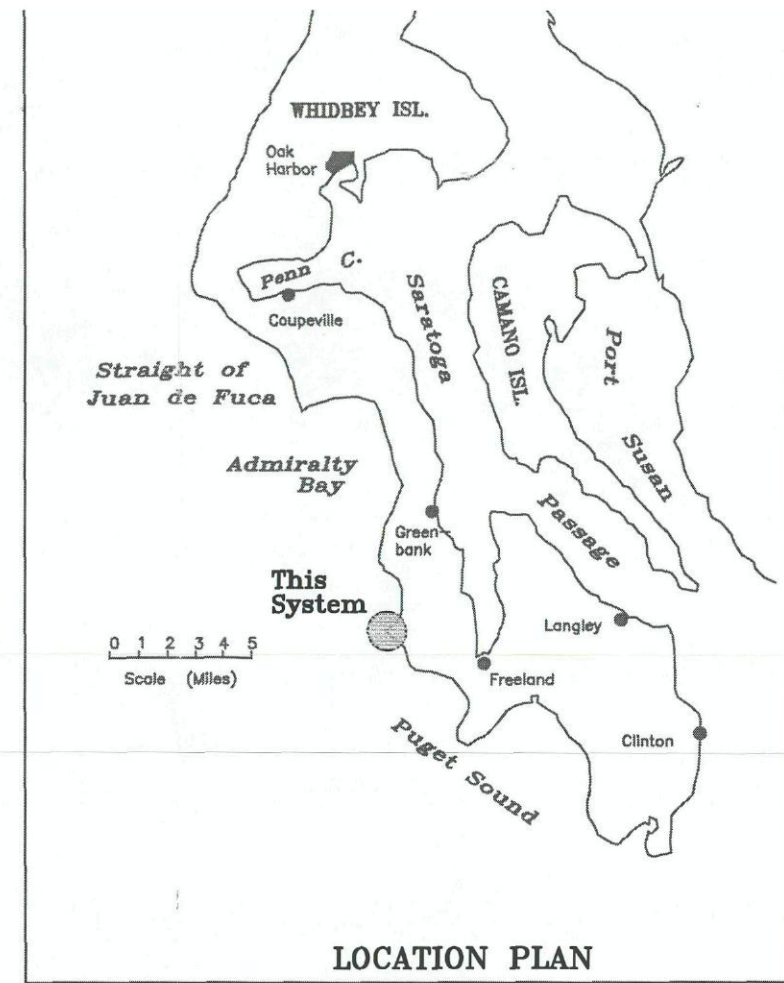 WHIDBEY ISL.
Oak
Harbor
Penn C.
Coupeville
Saratoga
CAMANO ISL.
Port
Susan
Straight of
Juan de Fuca
Admiralty
Bay
Green-
bank
Passage
This
System
0 1 2 3 4 5
Scale (Miles)
Langley
Freeland
Clinton
Puget Sound
LOCATION PLAN